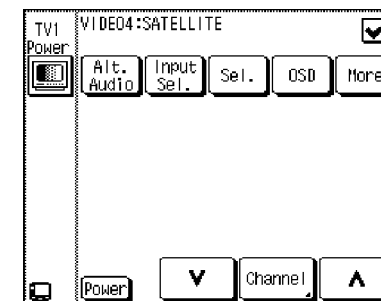 TV1
Power
VIDEO4:SATELLITE
Alt.
Audio
Input
Sel.
Sel.
OSD
More
Power
Channel